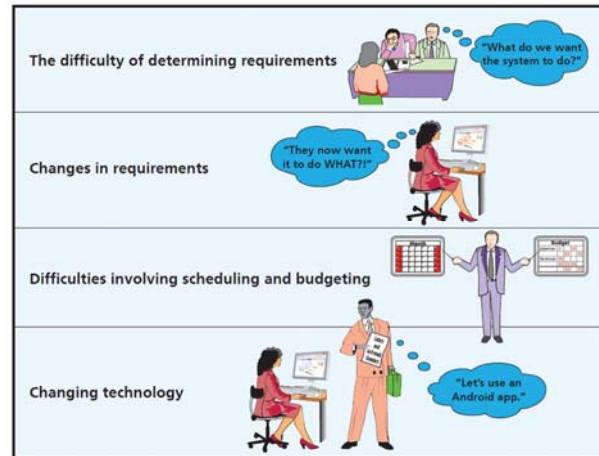 The difficulty of determining requirements
"What do we want
the system to do?"
"They now want
it to do WHAT?!"
Changes in requirements
Month
Budget
Difficulties involving scheduling and budgeting
Changing technology
"Let's use an
Android app."